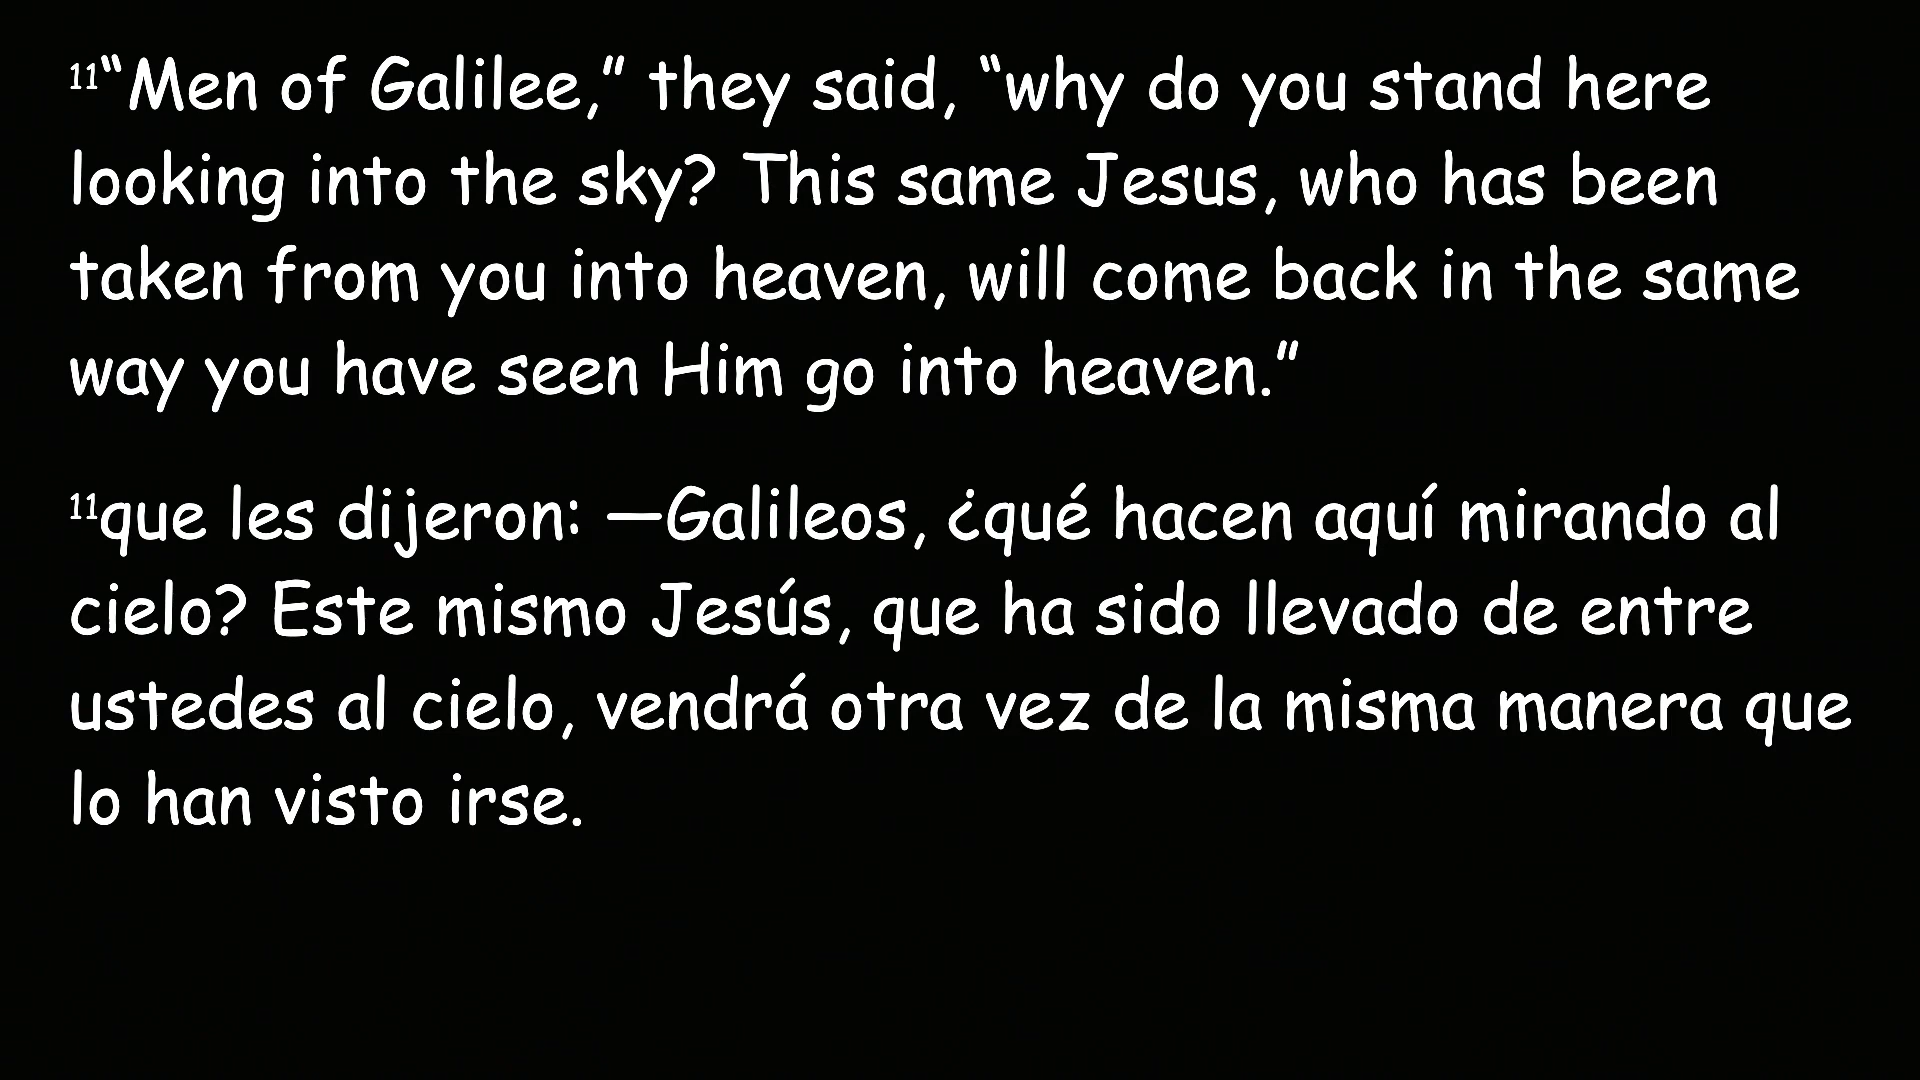 11“Men of Galilee,” they said, “why do you stand here
looking into the sky? This same Jesus, who has been
taken from you into heaven, will come back in the same
way you have seen Him go into heaven.”
11que les dijeron: —Galileos, ¿qué hacen aquí mirando al
cielo? Este mismo Jesús, que ha sido llevado de entre
ustedes al cielo, vendrá otra vez de la misma manera que
lo han visto irse.